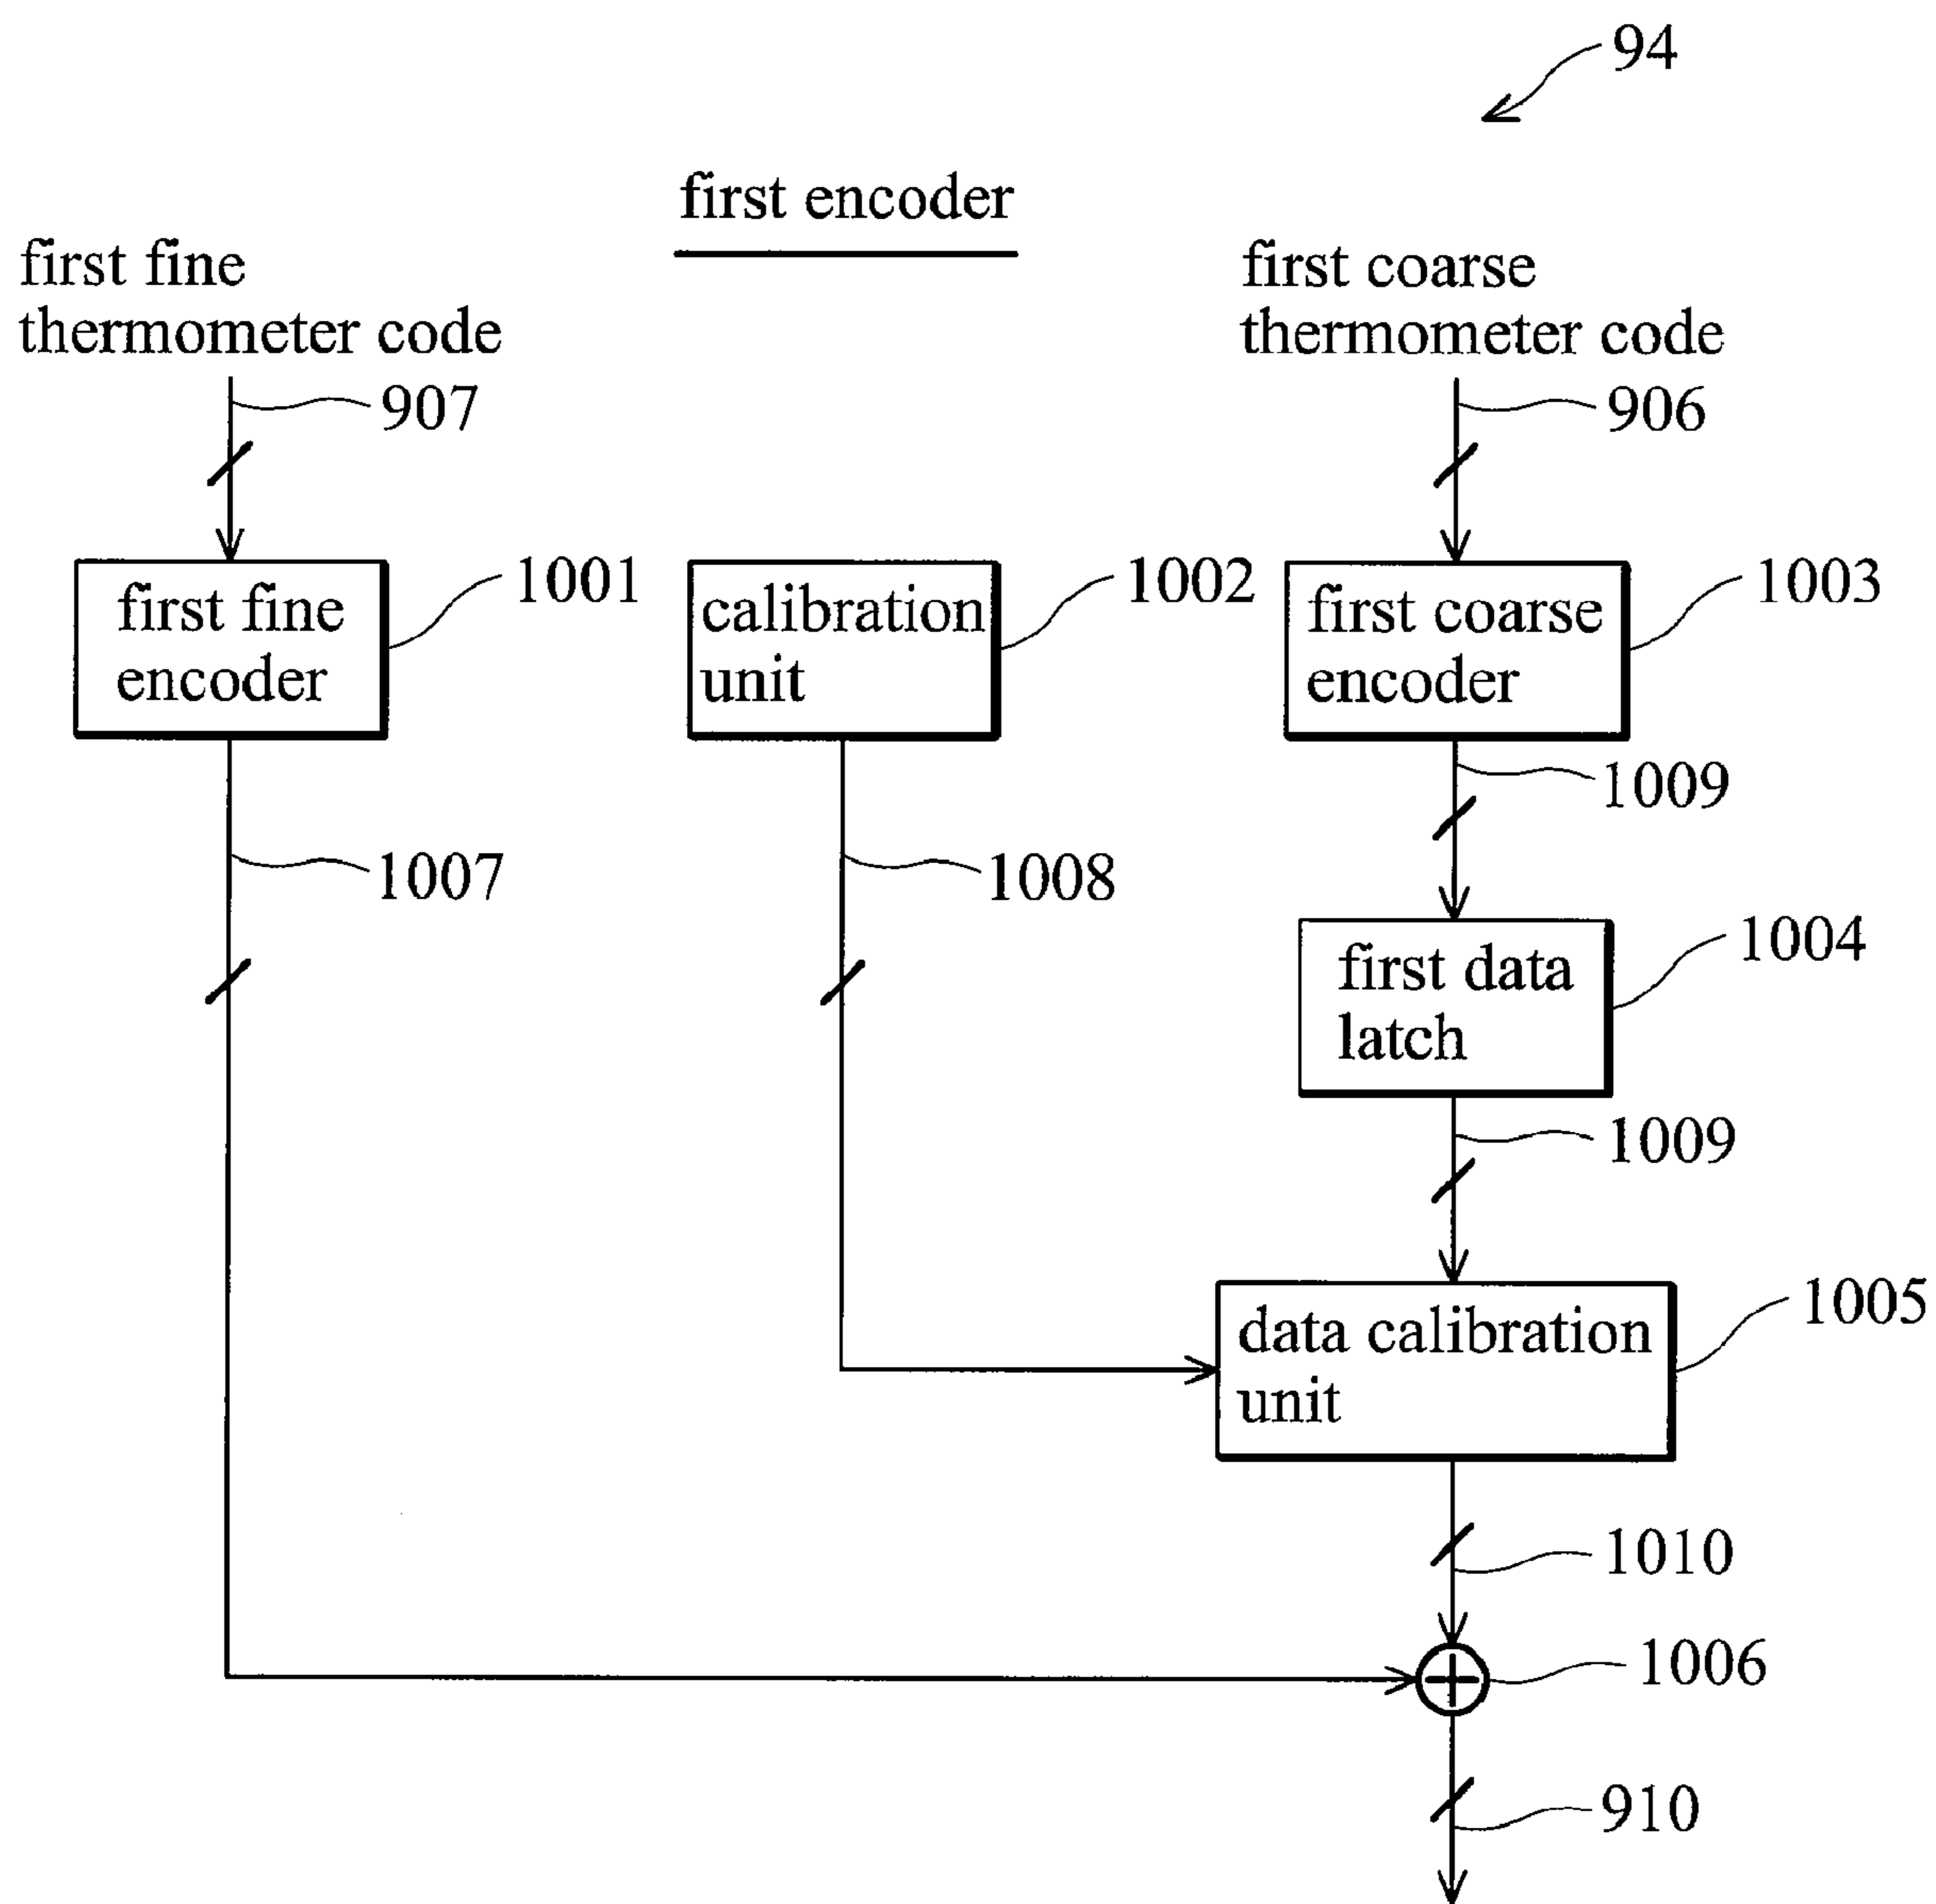 94
first encoder
first fine
thermometer code
first coarse
thermometer code
907
906
first fine
encoder
1001
calibration
unit
1002
first coarse
encoder
1003
1009
1007
1008
first data
latch
1004
1009
data calibration
unit
1005
1010
1006
910